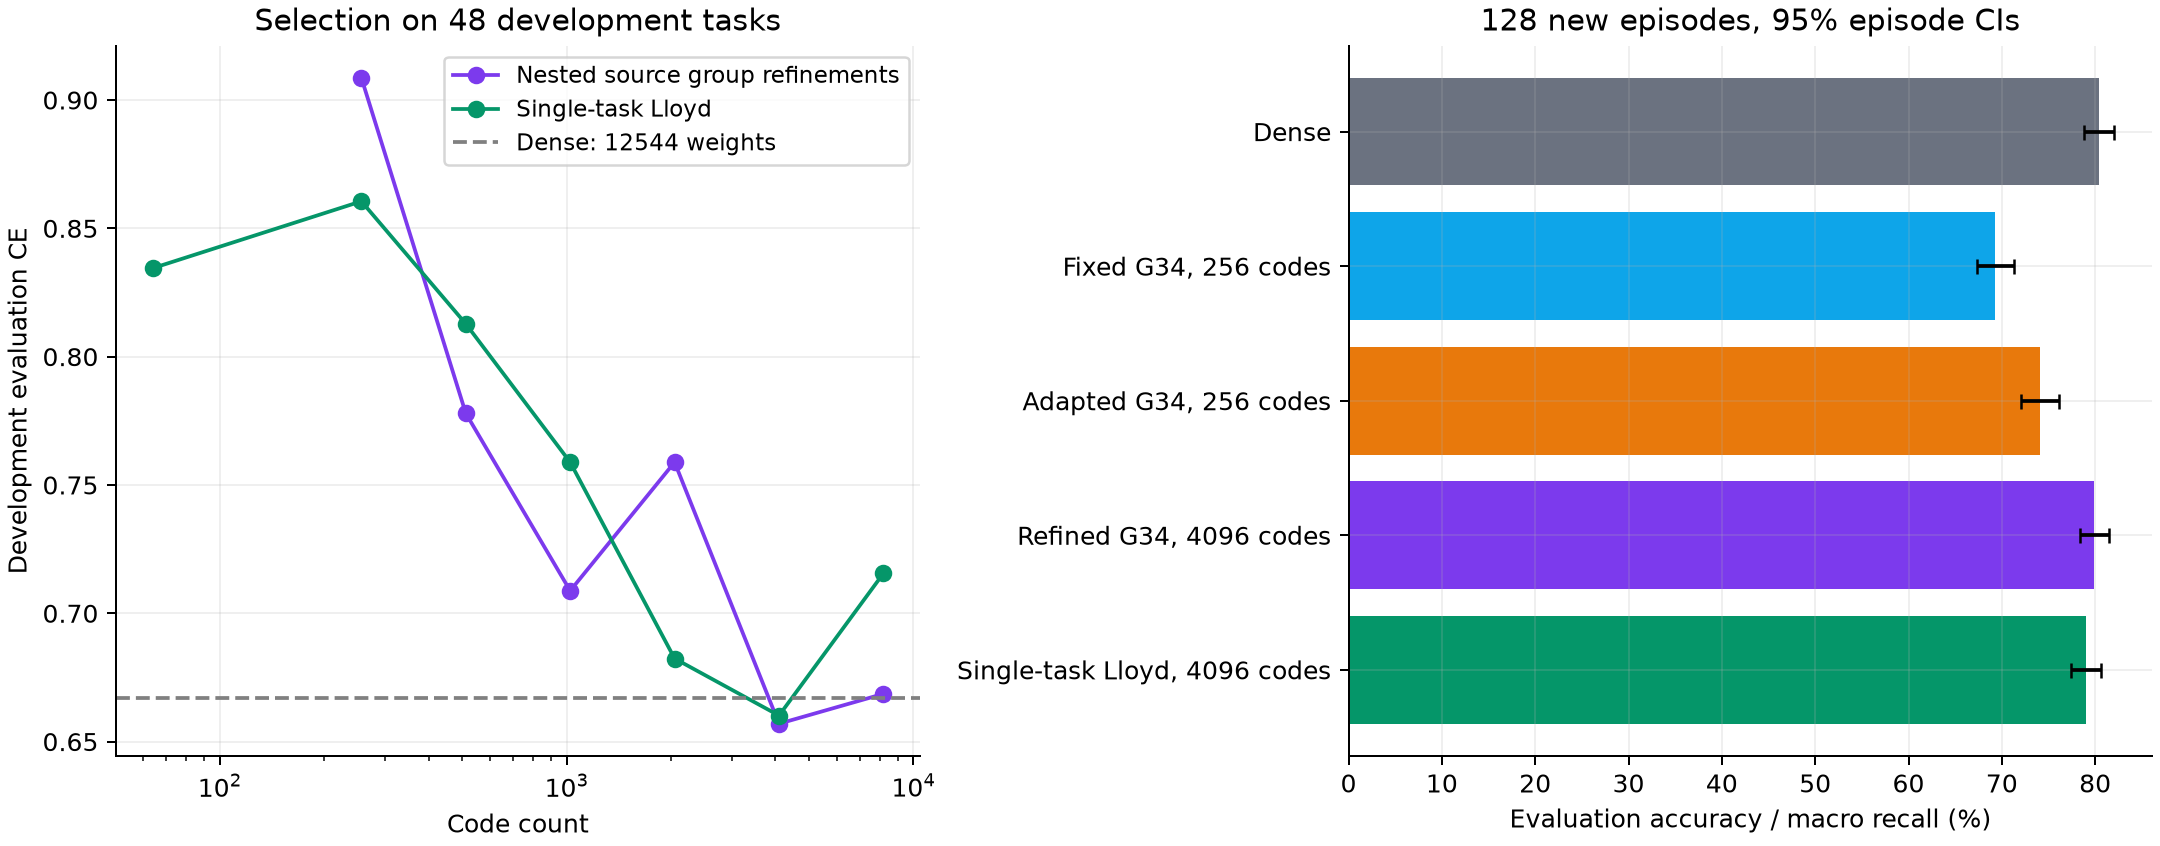 Selection on 48 development tasks
Development evaluation CE
0.90
0.85
0.80
0.75
0.70
0.65
Nested source group refinements
Single-task Lloyd
Dense: 12544 weights
10²
10³
10⁴
Code count
128 new episodes, 95% episode CIs
Dense
Fixed G34, 256 codes
Adapted G34, 256 codes
Refined G34, 4096 codes
Single-task Lloyd, 4096 codes
0
10
20
30
40
50
60
70
80
Evaluation accuracy / macro recall (%)